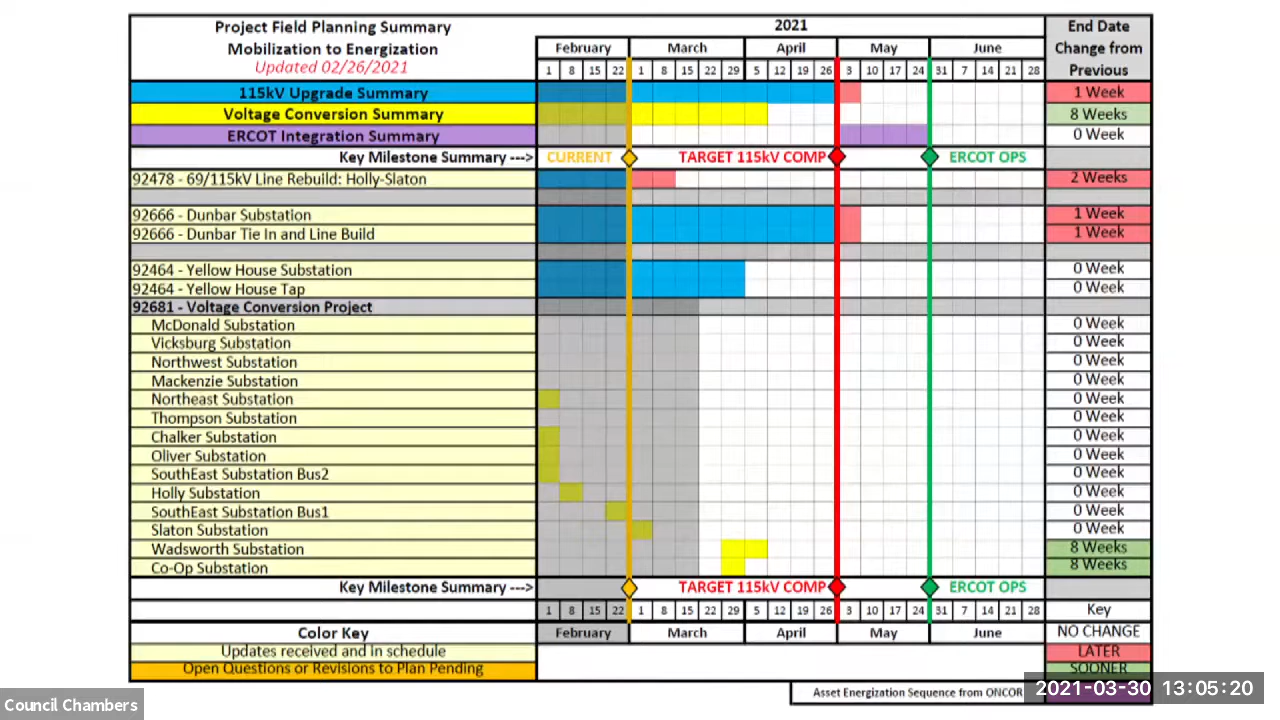 Project Field Planning Summary
Mobilization to Energization
Updated 02/26/2021
2021
End Date
Change from
Previous
February March April May June
1 8 15 22 1 8 15 22 29 5 12 19 26 3 10 17 24 31 7 14 21 28
115kV Upgrade Summary 1 Week
Voltage Conversion Summary 8 Weeks
ERCOT Integration Summary 0 Week
Key Milestone Summary ---> CURRENT TARGET 115kV COMP ERCOT OPS
92478 - 69/115kV Line Rebuild: Holly-Slaton 2 Weeks
92666 - Dunbar Substation 1 Week
92666 - Dunbar Tie In and Line Build 1 Week
92464 - Yellow House Substation 0 Week
92464 - Yellow House Tap 0 Week
92681 - Voltage Conversion Project
McDonald Substation 0 Week
Vicksburg Substation 0 Week
Northwest Substation 0 Week
Mackenzie Substation 0 Week
Northeast Substation 0 Week
Thompson Substation 0 Week
Chalker Substation 0 Week
Oliver Substation 0 Week
SouthEast Substation Bus2 0 Week
Holly Substation 0 Week
SouthEast Substation Bus1 0 Week
Slaton Substation 0 Week
Wadsworth Substation 8 Weeks
Co-Op Substation 8 Weeks
Key Milestone Summary ---> TARGET 115kV COMP ERCOT OPS
1 8 15 22 1 8 15 22 29 5 12 19 26 3 10 17 24 31 7 14 21 28 Key
Color Key February March April May June NO CHANGE
Updates received and in schedule LATER
Open Questions or Revisions to Plan Pending SOONER
Asset Energization Sequence from ONCOR
2021-03-30 13:05:20
Council Chambers